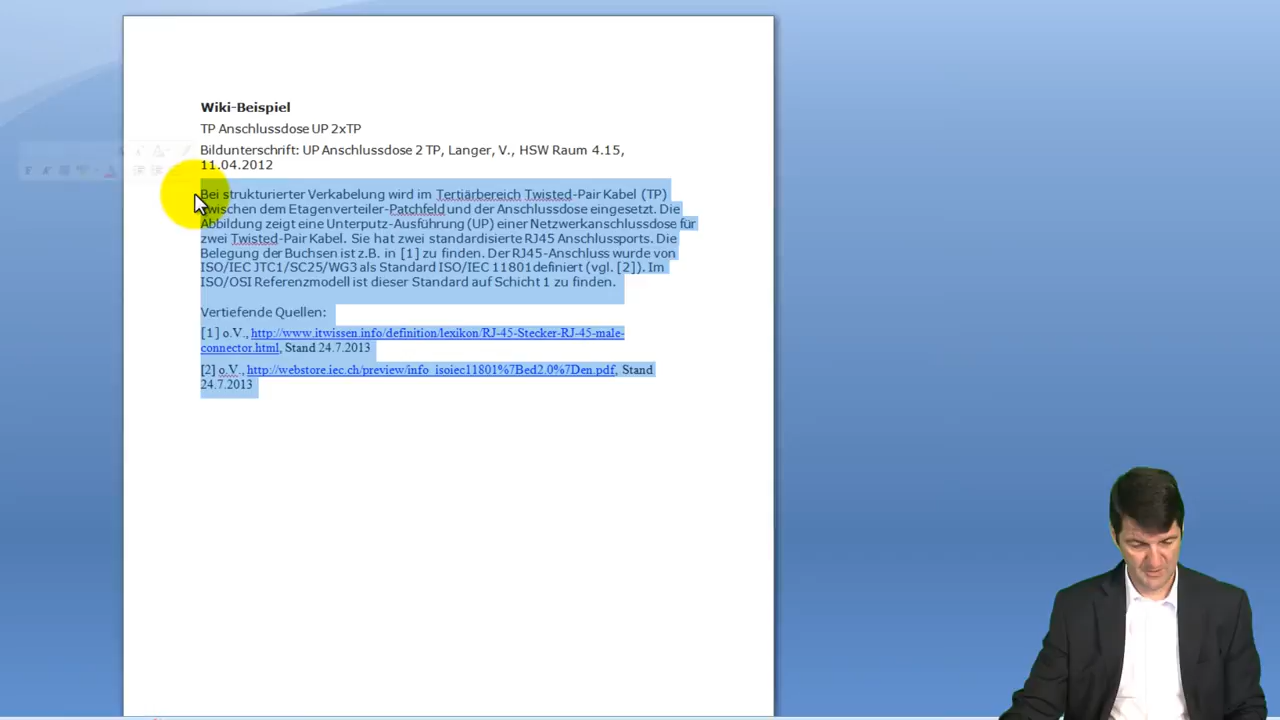 Wiki-Beispiel
TP Anschlussdose UP 2xTP
Bildunterschrift: UP Anschlussdose 2 TP, Langer, V., HSW Raum 4.15,
11.04.2012
Bei strukturierter Verkabelung wird im Tertiärbereich Twisted-Pair Kabel (TP)
zwischen dem Etagenverteiler-Patchfeld und der Anschlussdose eingesetzt. Die
Abbildung zeigt eine Unterputz-Ausführung (UP) einer Netzwerkanschlussdose für
zwei Twisted-Pair Kabel. Sie hat zwei standardisierte RJ45 Anschlussports. Die
Belegung der Buchsen ist z.B. in [1] zu finden. Der RJ45-Anschluss wurde von
ISO/IEC JTC1/SC25/WG3 als Standard ISO/IEC 11801 definiert (vgl. [2]). Im
ISO/OSI Referenzmodell ist dieser Standard auf Schicht 1 zu finden.
Vertiefende Quellen:
[1] o.V., http://www.itwissen.info/definition/lexikon/RJ-45-Stecker-RJ-45-male-
connector.html, Stand 24.7.2013
[2] o.V., http://webstore.iec.ch/preview/info_isoiec11801%7Bed2.0%7Den.pdf, Stand
24.7.2013